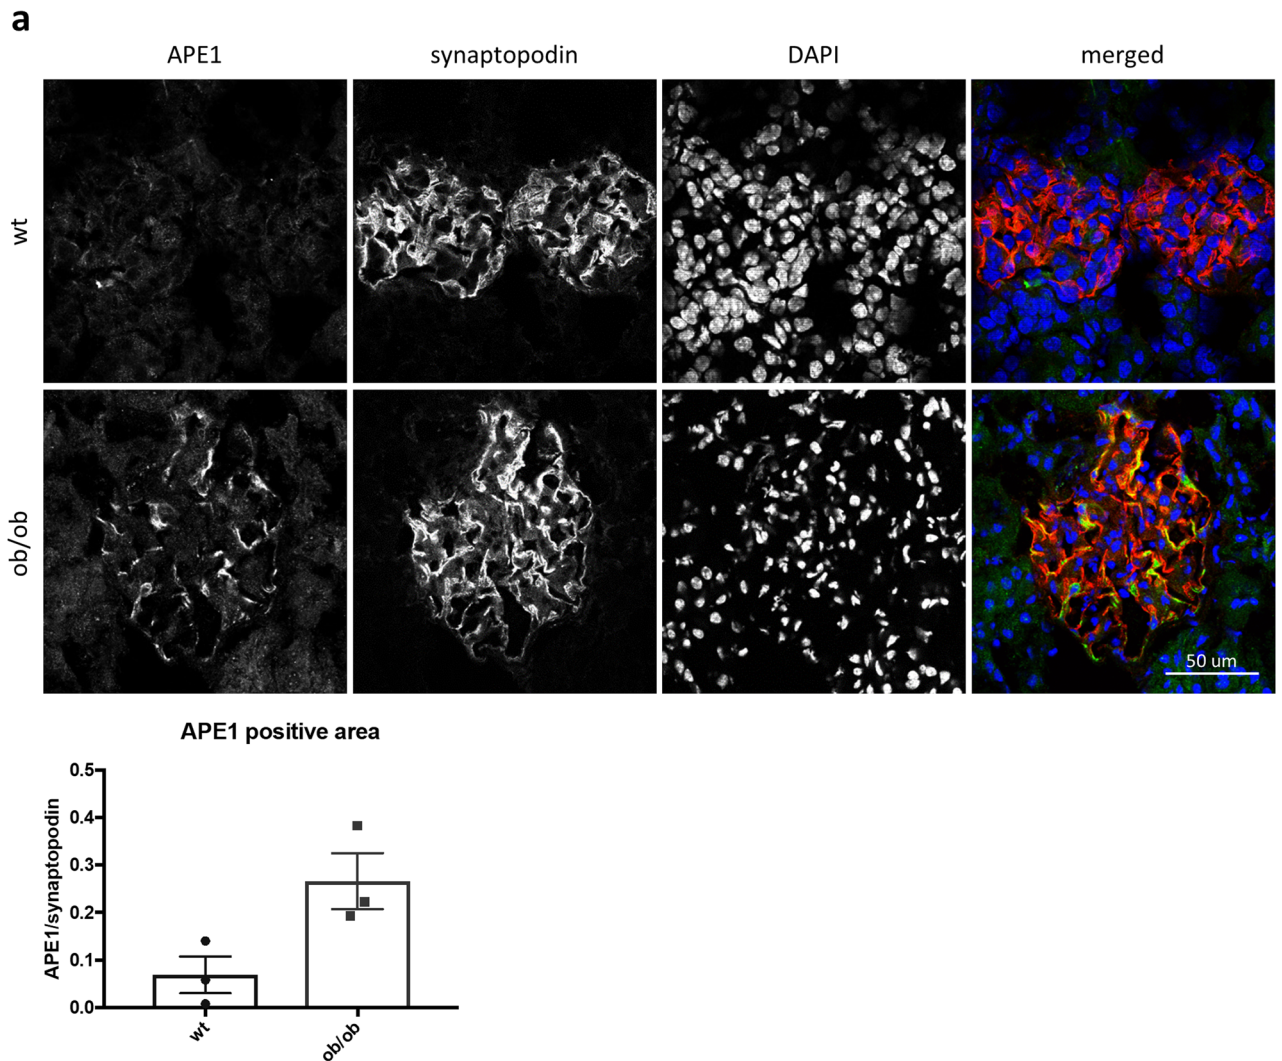 a
APE1 synaptopodin DAPI merged
wt
ob/ob
50 um
APE1 positive area
APE1/synaptopodin
0.5
0.4
0.3
0.2
0.1
0.0
wt ob/ob